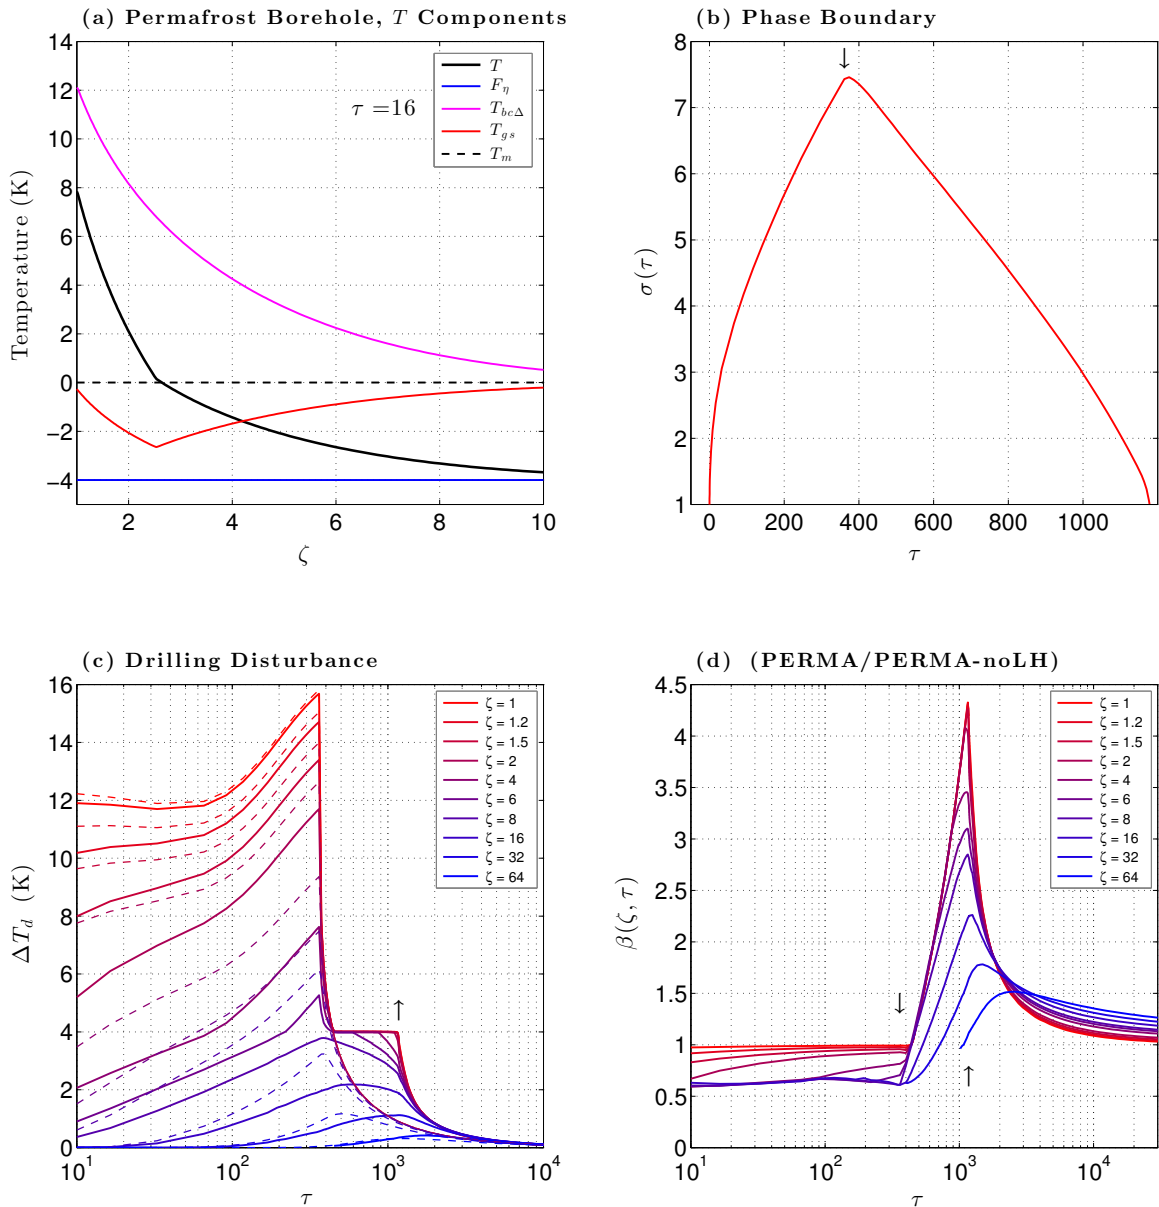 (a) Permafrost Borehole, T Components
14
12
10
8
6
4
2
0
−2
−4
Temperature (K)
2
4
6
8
10
ζ
τ =16
T
F_η
T_{bcΔ}
T_{gs}
T_m
(b) Phase Boundary
8
7
6
5
4
3
2
1
σ(τ)
↓
0
200
400
600
800
1000
τ
(c) Drilling Disturbance
16
14
12
10
8
6
4
2
0
ΔT_d (K)
10^1
10^2
10^3
10^4
τ
↑
ζ = 1
ζ = 1.2
ζ = 1.5
ζ = 2
ζ = 4
ζ = 6
ζ = 8
ζ = 16
ζ = 32
ζ = 64
(d) (PERMA/PERMA-noLH)
4.5
4
3.5
3
2.5
2
1.5
1
0.5
0
β(ζ, τ)
10^1
10^2
10^3
10^4
τ
↓
↑
ζ = 1
ζ = 1.2
ζ = 1.5
ζ = 2
ζ = 4
ζ = 6
ζ = 8
ζ = 16
ζ = 32
ζ = 64